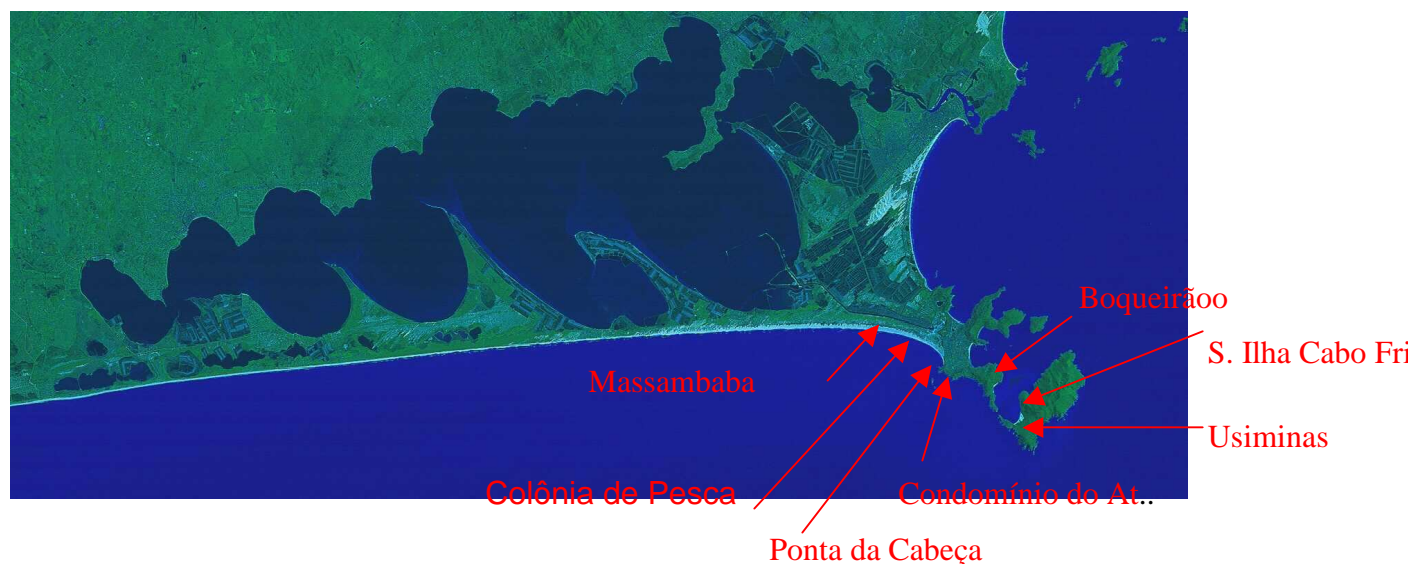 Boqueirãoo
S. Ilha Cabo Fri
Massambaba
Usiminas
Colônia de Pesca
Condomínio do At..
Ponta da Cabeça